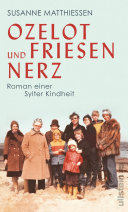 SUSANNE MATTHIESSEN
OZELOT
UND FRIESEN
NERZ
Roman einer
Sylter Kindheit
ullstein